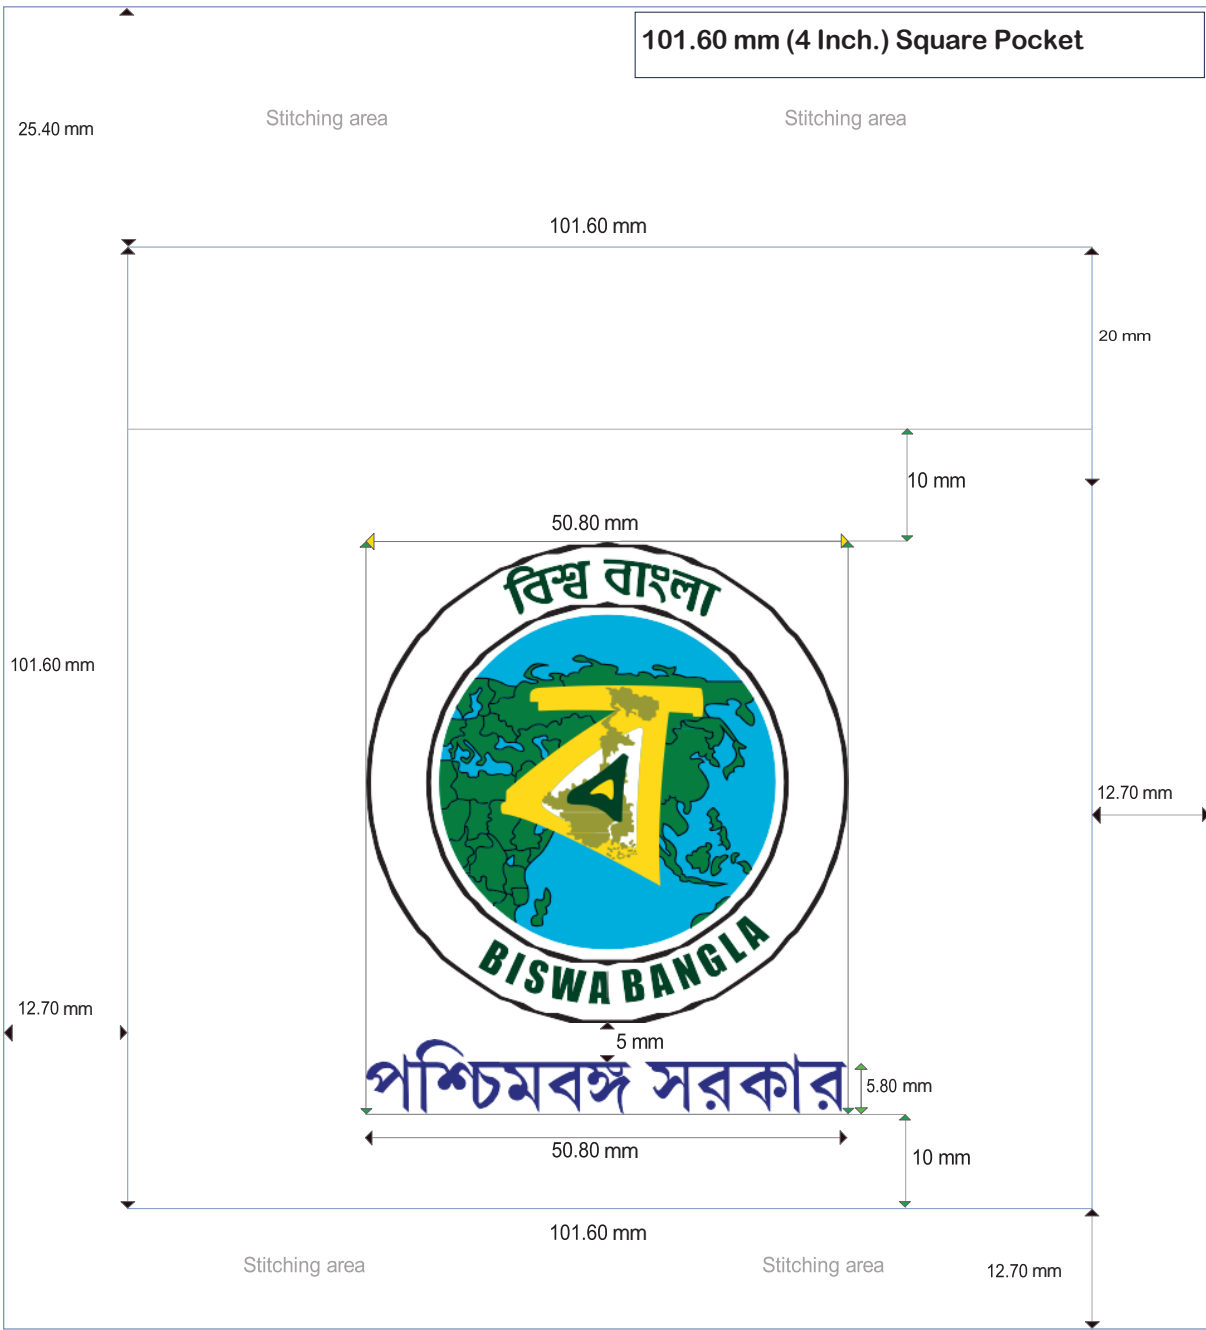 101.60 mm (4 Inch.) Square Pocket
Stitching area
Stitching area
25.40 mm
101.60 mm
20 mm
10 mm
50.80 mm
বিশ্ব বাংলা
ব
101.60 mm
12.70 mm
BISWA BANGLA
12.70 mm
5 mm
পশ্চিমবঙ্গ সরকার
5.80 mm
50.80 mm
10 mm
101.60 mm
Stitching area
Stitching area
12.70 mm